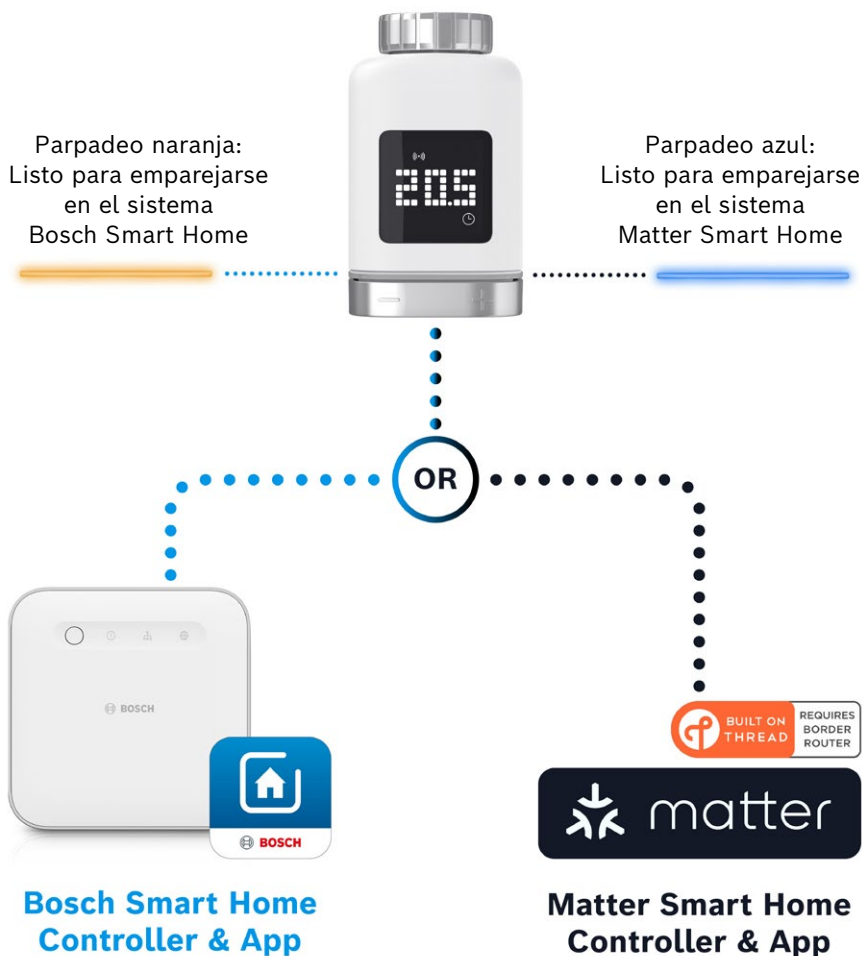 Parpadeo naranja:
Listo para emparejarse
en el sistema
Bosch Smart Home
20.5
Parpadeo azul:
Listo para emparejarse
en el sistema
Matter Smart Home
OR
BOSCH
BOSCH
Bosch Smart Home
Controller & App
BUILT ON
THREAD
REQUIRES
BORDER
ROUTER
matter
Matter Smart Home
Controller & App